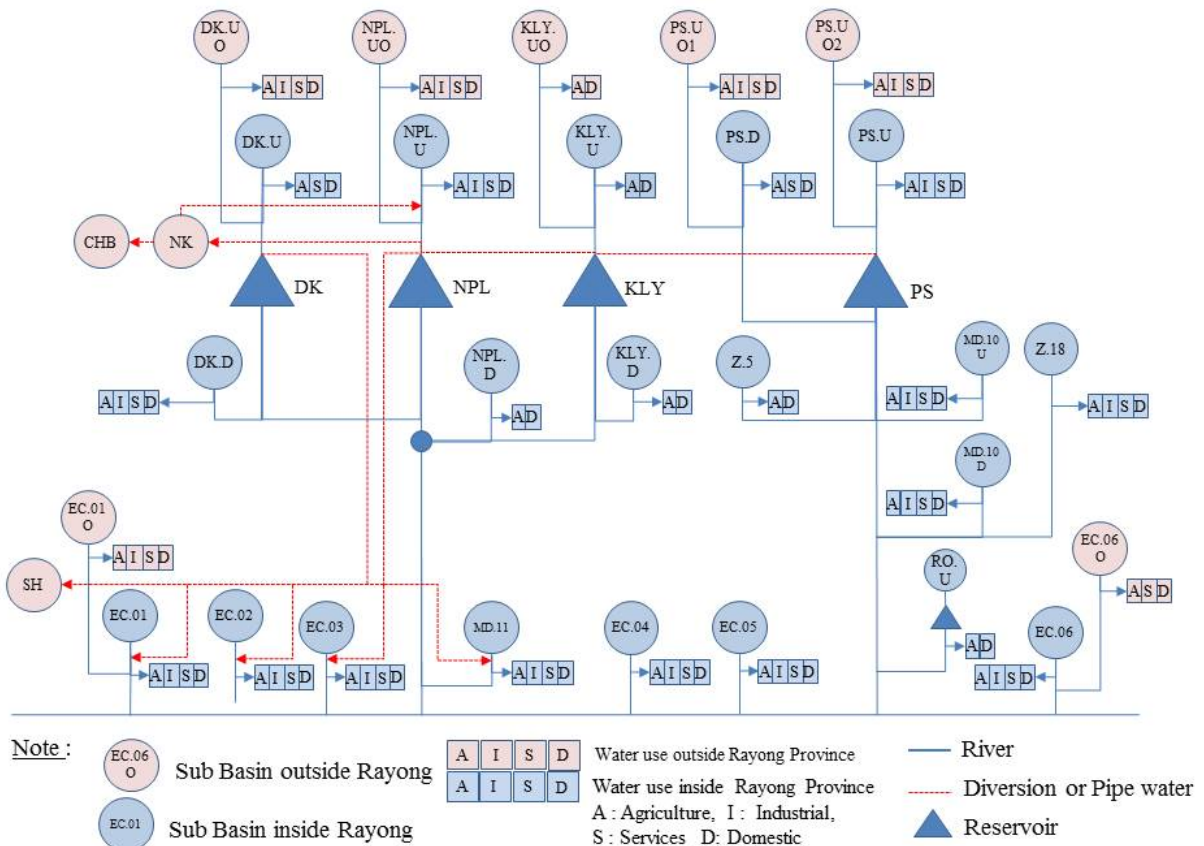 DK.U
O
NPL.
UO
KLY.
UO
PS.U
O1
PS.U
O2
A I S D
A I S D
A D
A I S D
A I S D
DK.U
NPL.
U
KLY.
U
PS.D
PS.U
A S D
A I S D
A D
A S D
A I S D
CHB
NK
DK
NPL
KLY
PS
DK.D
NPL.
D
KLY.
D
Z.5
MD.10
U
Z.18
A I S D
A D
A D
A D
A I S D
A I S D
MD.10
D
A I S D
EC.01
O
A I S D
SH
EC.06
O
A S D
RO.
U
A D
EC.01
EC.02
EC.03
MD.11
EC.04
EC.05
EC.06
A I S D
A I S D
A I S D
A I S D
A I S D
A I S D
A I S D
Note :
EC.06
O
Sub Basin outside Rayong
A I S D
Water use outside Rayong Province
River
A I S D
Water use inside Rayong Province
Diversion or Pipe water
EC.01
Sub Basin inside Rayong
A : Agriculture, I : Industrial,
S : Services D: Domestic
Reservoir